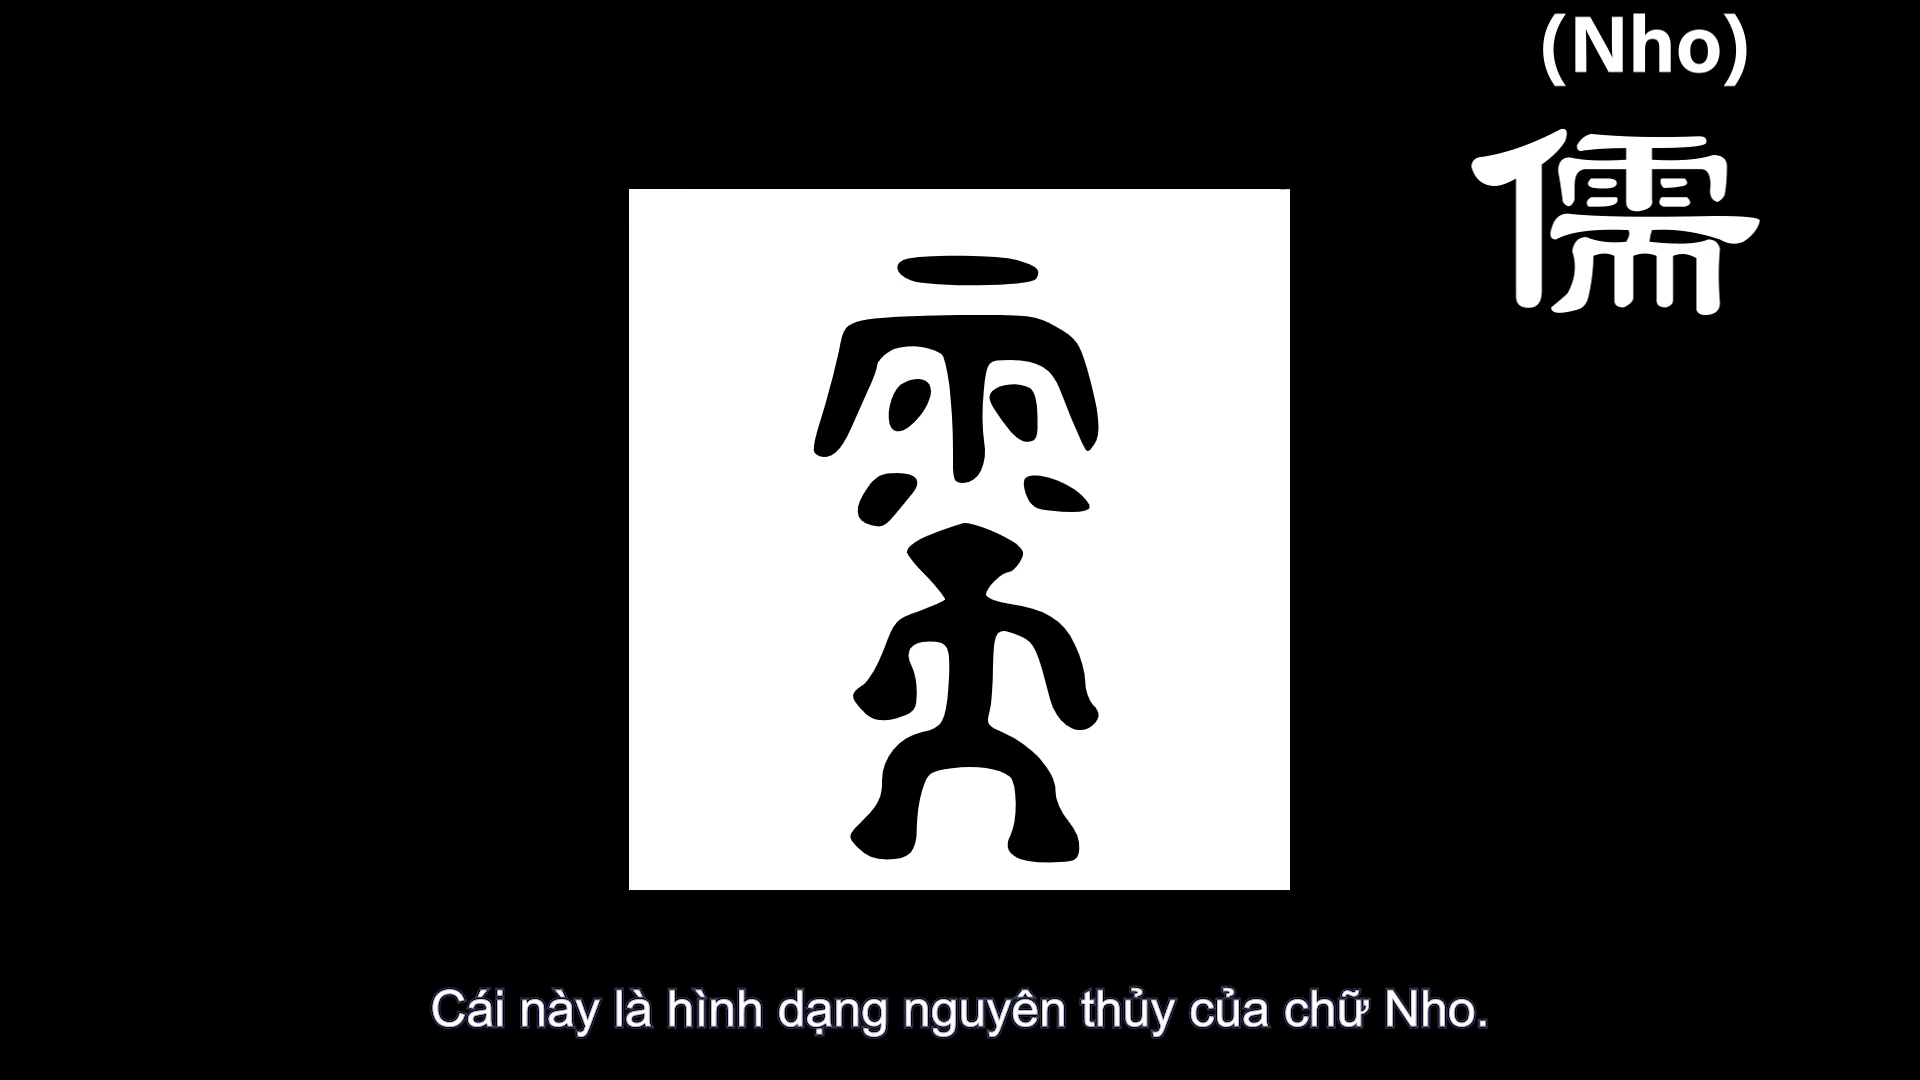 (Nho)
儒
Cái này là hình dạng nguyên thủy của chữ Nho.